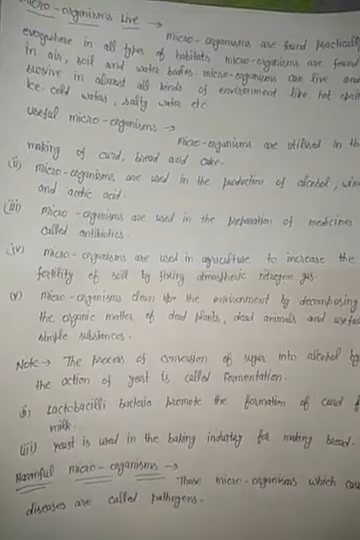 Micro-organisms Live →
Micro-organisms are found practically
everywhere in all types of habitats micro-organisms are found
in air, soil and water bodies. micro-organisms can live and
survive in almost all kinds of environment like hot sprin
ke cold water, salty water etc
useful micro-organisms →
Micro-organisms are utilised in the
making of curd, bread and cake.
(ii) micro-organisms are used in the production of alcohol, wine
and acetic acid.
(iii) micro-organisms are used in the preparation of medicines
called antibiotics.
(iv) micro-organisms are used in agriculture to increase the
fertility of soil by fixing atmospheric nitrogen gas.
(v) micro-organisms clean up the environment by decomposing
the organic matter of dead plants, dead animals and useful
simple substances.
Note → The process of conversion of sugar into alcohol by
the action of yeast is called fermentation.
Lactobacilli bacteria promote the formation of curd
milk.
(iii) yeast is used in the baking industry for making bread.
Harmful micro-organisms →
Those micro-organisms which cau
diseases are called pathogens.